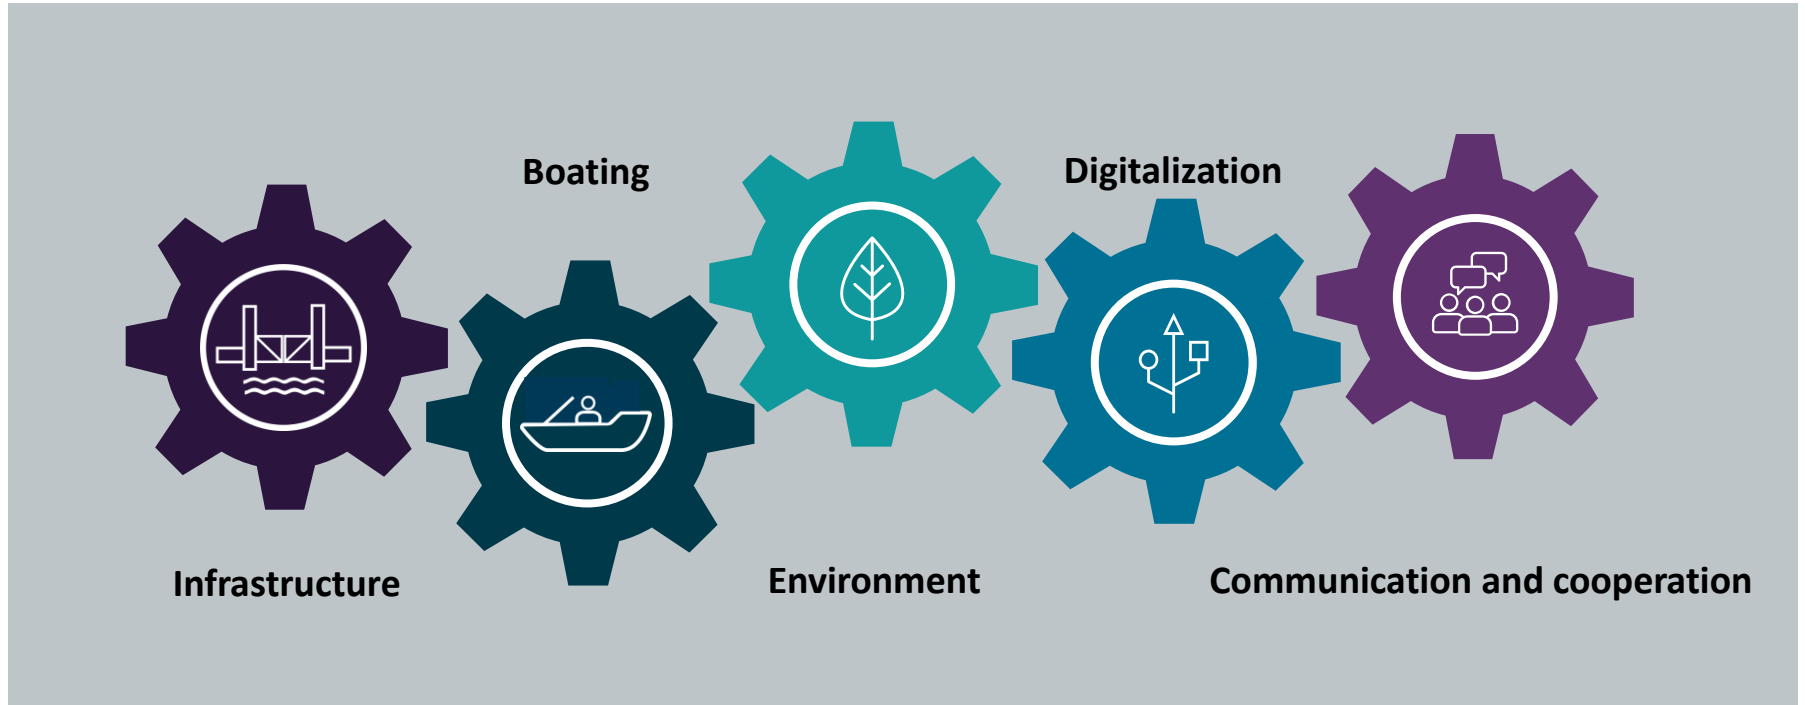 Infrastructure
Boating
Environment
Digitalization
Communication and cooperation